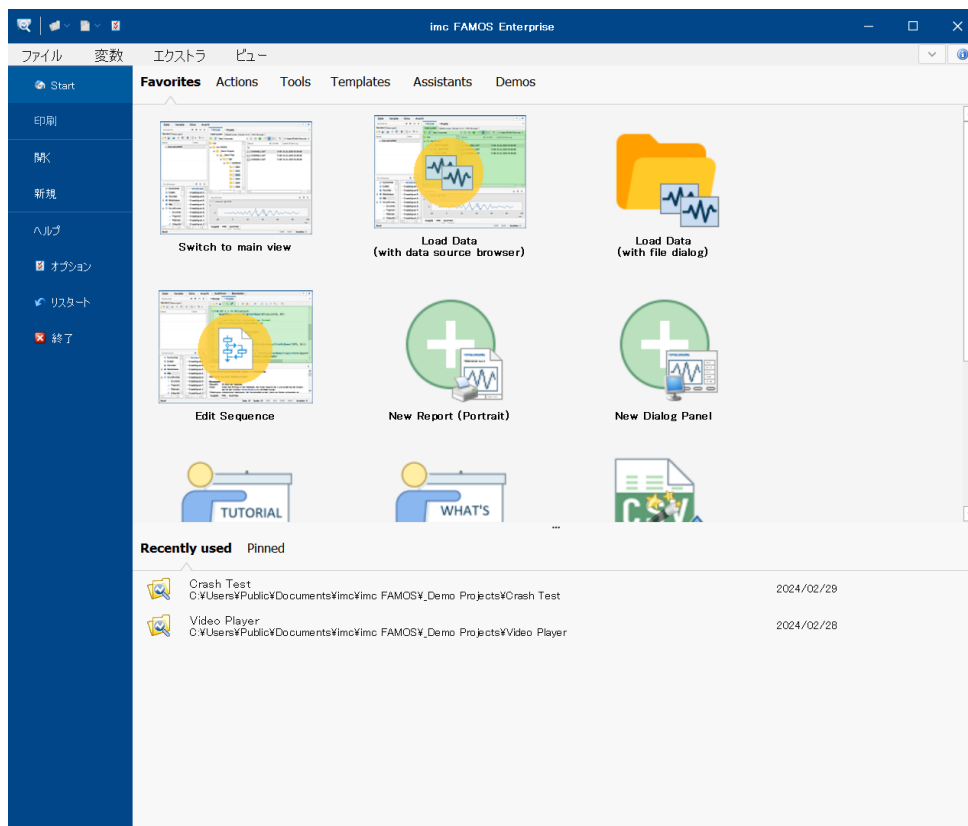 imc FAMOS Enterprise
ファイル 変数 エクストラ ビュー
Start
印刷
開く
新規
ヘルプ
オプション
リスタート
終了
Favorites Actions Tools Templates Assistants Demos
Switch to main view
Load Data
(with data source browser)
Load Data
(with file dialog)
Edit Sequence
New Report (Portrait)
New Dialog Panel
TUTORIAL
WHAT'S
CSV
...
Recently used Pinned
Crash Test
C:¥Users¥Public¥Documents¥imc¥imc FAMOS¥_Demo Projects¥Crash Test
2024/02/29
Video Player
C:¥Users¥Public¥Documents¥imc¥imc FAMOS¥_Demo Projects¥Video Player
2024/02/28